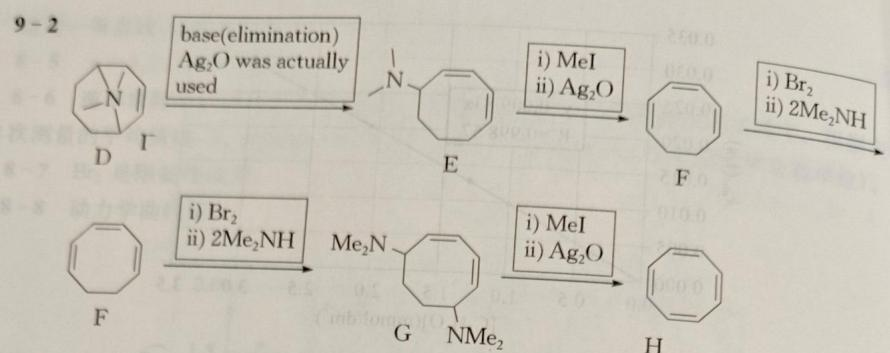 9-2
base(elimination)
Ag₂O was actually
used
i) MeI
ii) Ag₂O
i) Br₂
ii) 2Me₂NH
N
N
D I⁻
E
F
i) Br₂
ii) 2Me₂NH
Me₂N
i) MeI
ii) Ag₂O
F
G
NMe₂
H